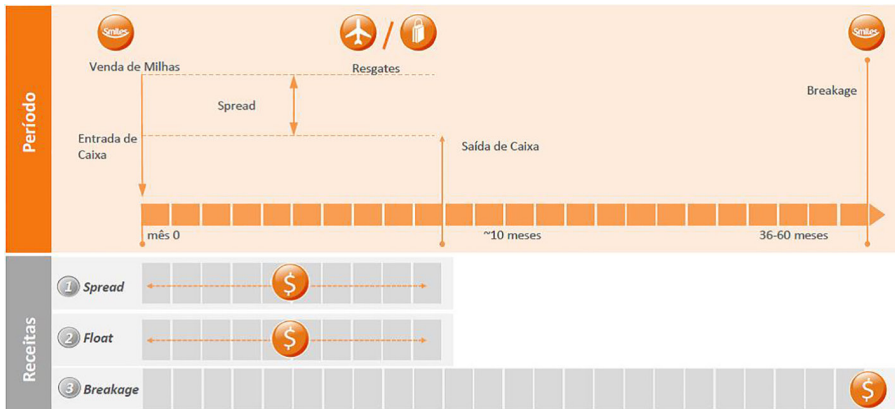 Smiles
/
Smiles
Venda de Milhas
Resgates
Breakage
Spread
Entrada de
Caixa
Saída de Caixa
mês 0
~10 meses
36-60 meses
Período
1 Spread
$
2 Float
$
3 Breakage
$
Receitas